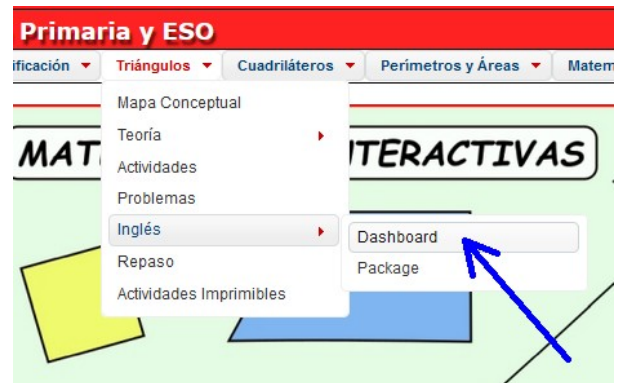 Primaria y ESO
ificación Triángulos Cuadriláteros Perímetros y Áreas Matem
Mapa Conceptual
Teoría
MAT TERACTIVAS
Actividades
Problemas
Inglés
Dashboard
Repaso
Package
Actividades Imprimibles